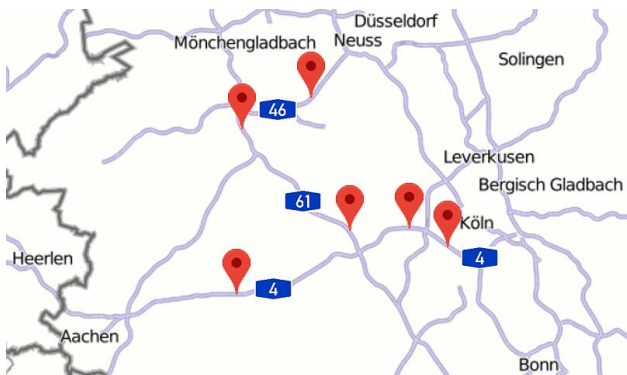 Düsseldorf
Mönchengladbach
Neuss
Solingen
46
Leverkusen
Bergisch Gladbach
61
Köln
Heerlen
4
4
Aachen
Bonn